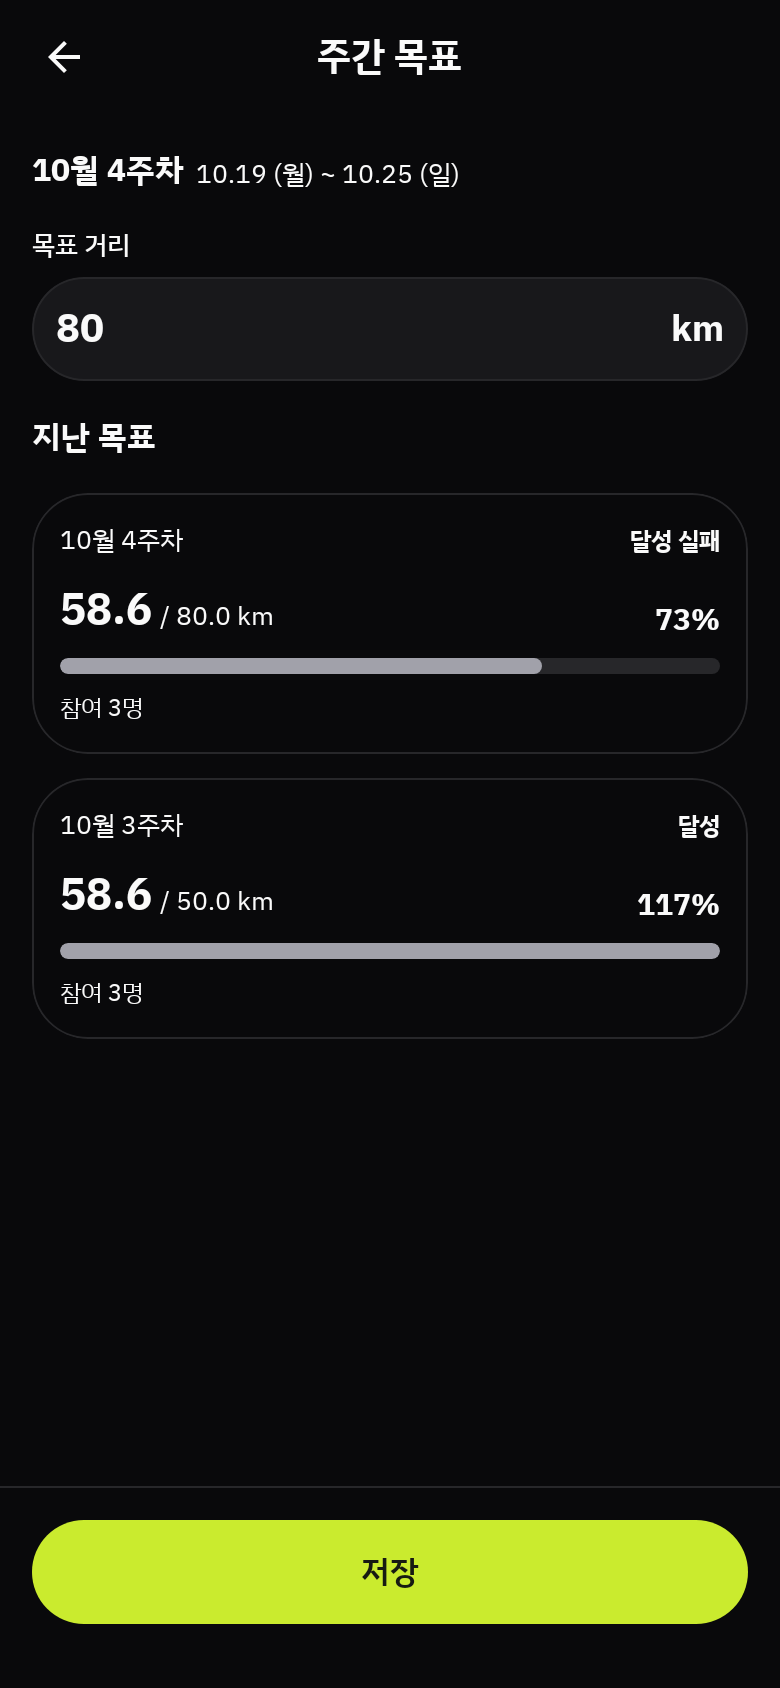 주간 목표
10월 4주차 10.19 (월) ~ 10.25 (일)
목표 거리
80 km
지난 목표
10월 4주차 달성 실패
58.6 / 80.0 km 73%
참여 3명
10월 3주차 달성
58.6 / 50.0 km 117%
참여 3명
저장